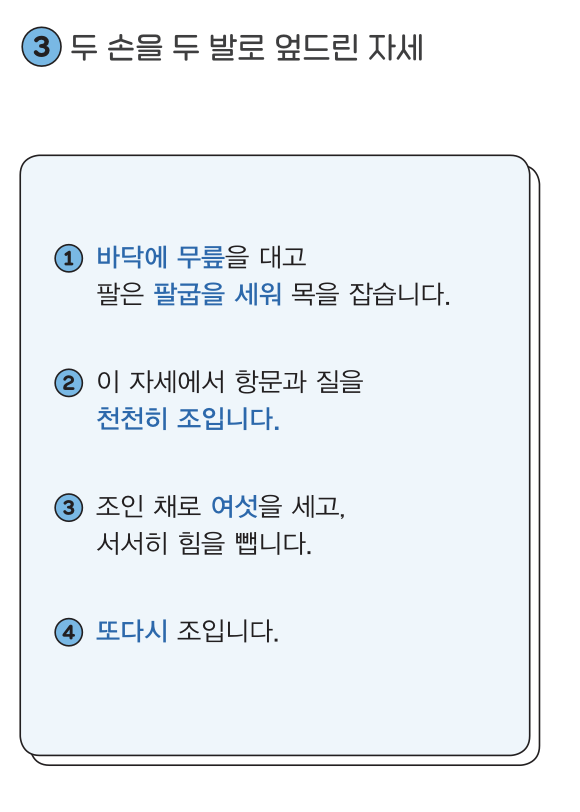 3 두 손을 두 발로 엎드린 자세
1 바닥에 무릎을 대고
팔은 팔굽을 세워 목을 잡습니다.
2 이 자세에서 항문과 질을
천천히 조입니다.
3 조인 채로 여섯을 세고,
서서히 힘을 뺍니다.
4 또다시 조입니다.